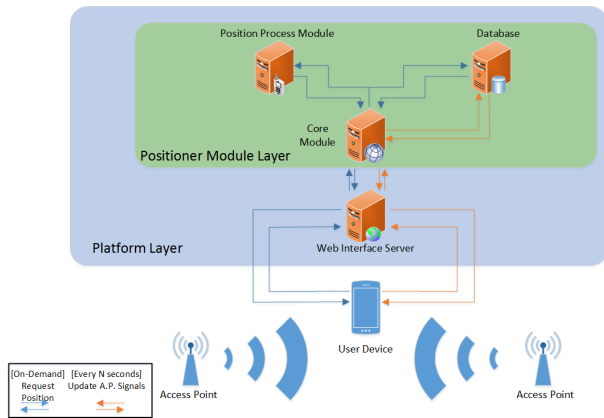 Position Process Module
Database
Core
Module
Positioner Module Layer
Platform Layer
Web Interface Server
User Device
Access Point
Access Point
[On-Demand] [Every N seconds]
Request Update A.P. Signals
Position